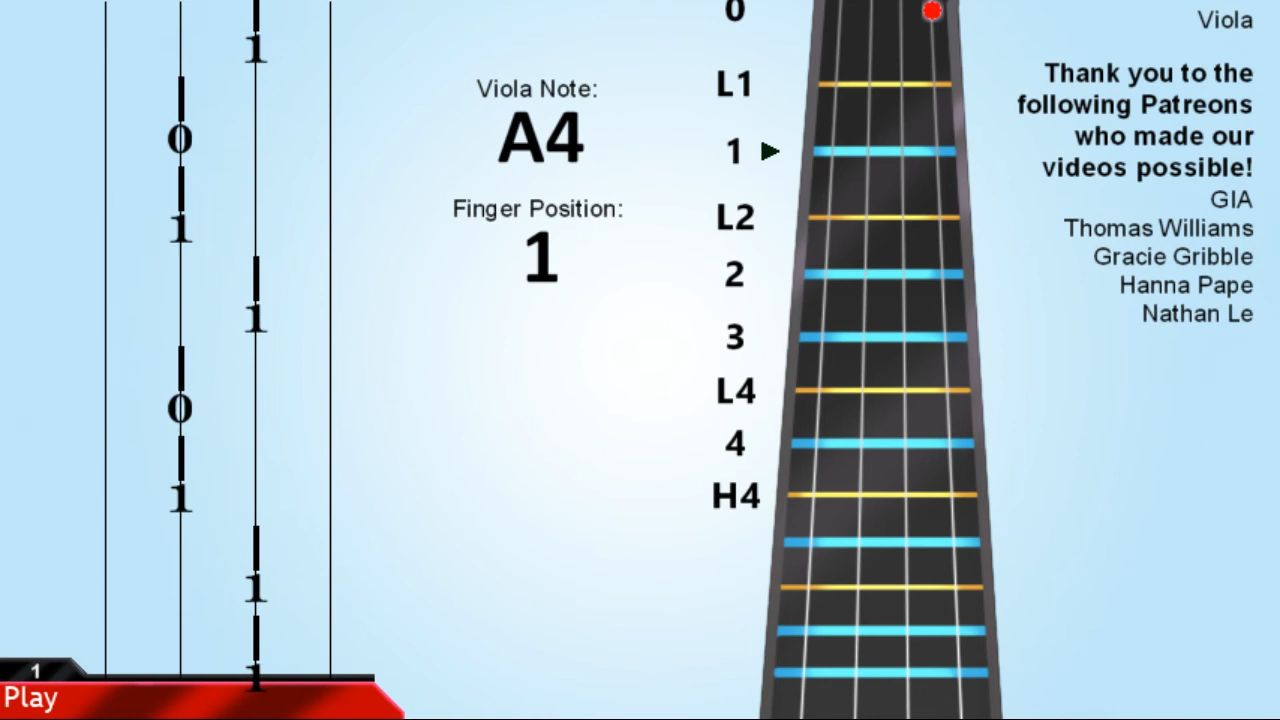 1
0
1
1
0
1
1
1
1
Play
Viola Note:
A4
Finger Position:
1
0
L1
1
L2
2
3
L4
4
H4
Viola
Thank you to the
following Patreons
who made our
videos possible!
GIA
Thomas Williams
Gracie Gribble
Hanna Pape
Nathan Le